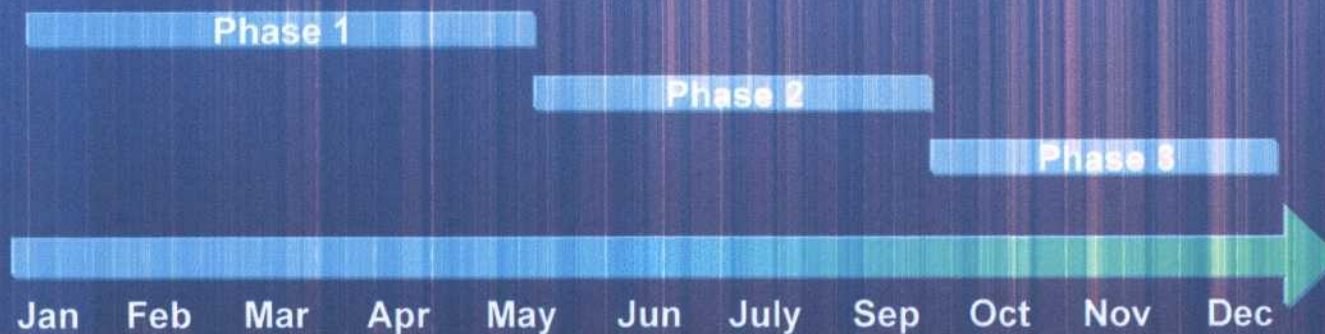 Phase 1
Phase 2
Phase 3
Jan Feb Mar Apr May Jun July Sep Oct Nov Dec